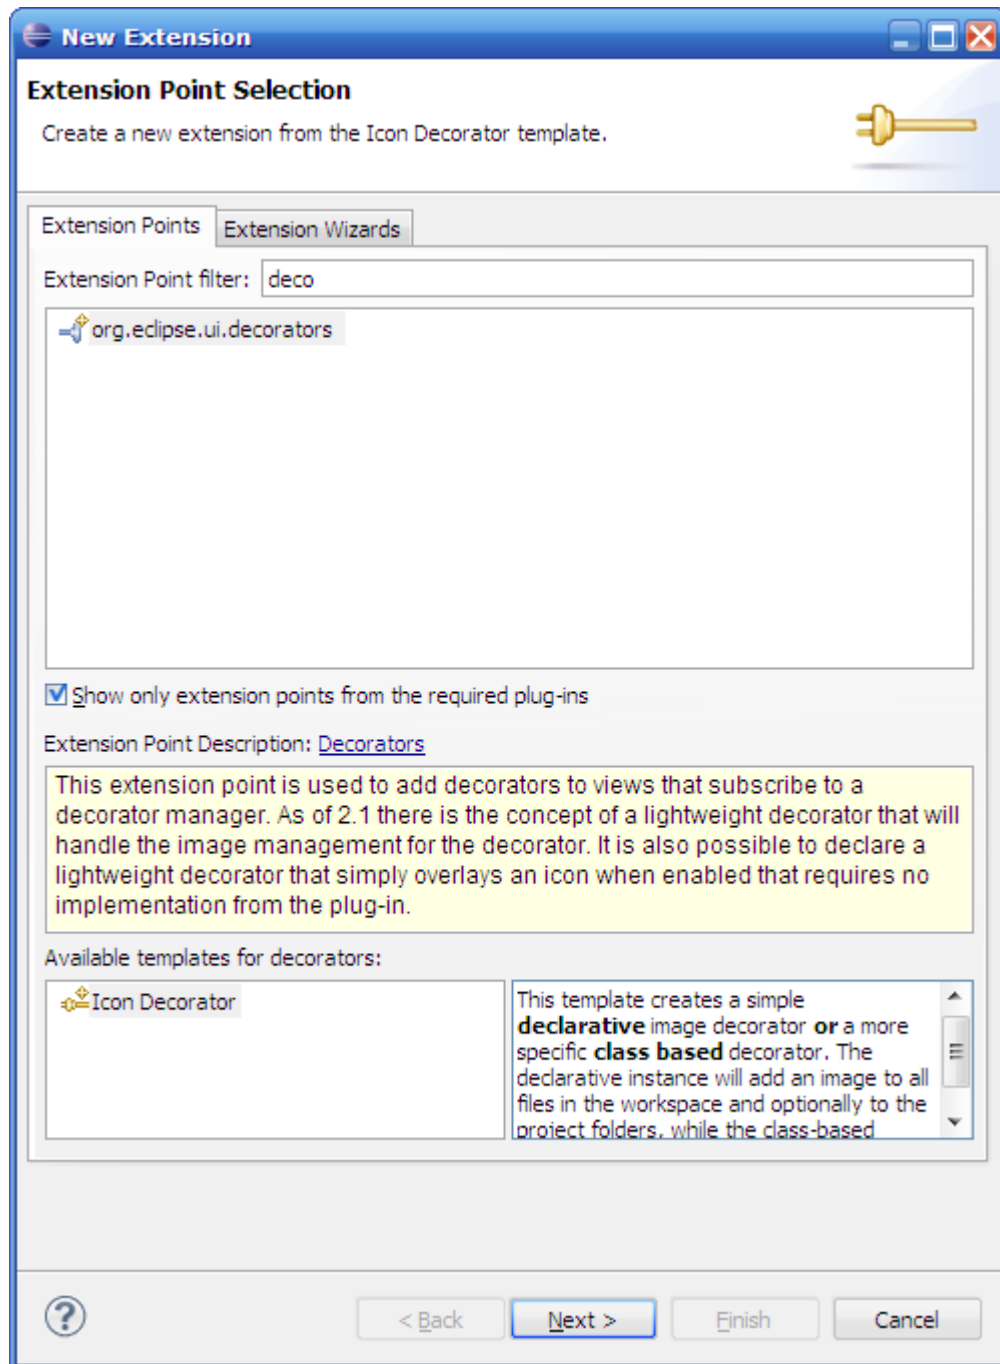 New Extension
Extension Point Selection
Create a new extension from the Icon Decorator template.
Extension Points
Extension Wizards
Extension Point filter: deco
org.eclipse.ui.decorators
Show only extension points from the required plug-ins
Extension Point Description: Decorators
This extension point is used to add decorators to views that subscribe to a
decorator manager. As of 2.1 there is the concept of a lightweight decorator that will
handle the image management for the decorator. It is also possible to declare a
lightweight decorator that simply overlays an icon when enabled that requires no
implementation from the plug-in.
Available templates for decorators:
Icon Decorator
This template creates a simple
declarative image decorator or a more
specific class based decorator. The
declarative instance will add an image to all
files in the workspace and optionally to the
project folders, while the class-based
?
< Back
Next >
Finish
Cancel